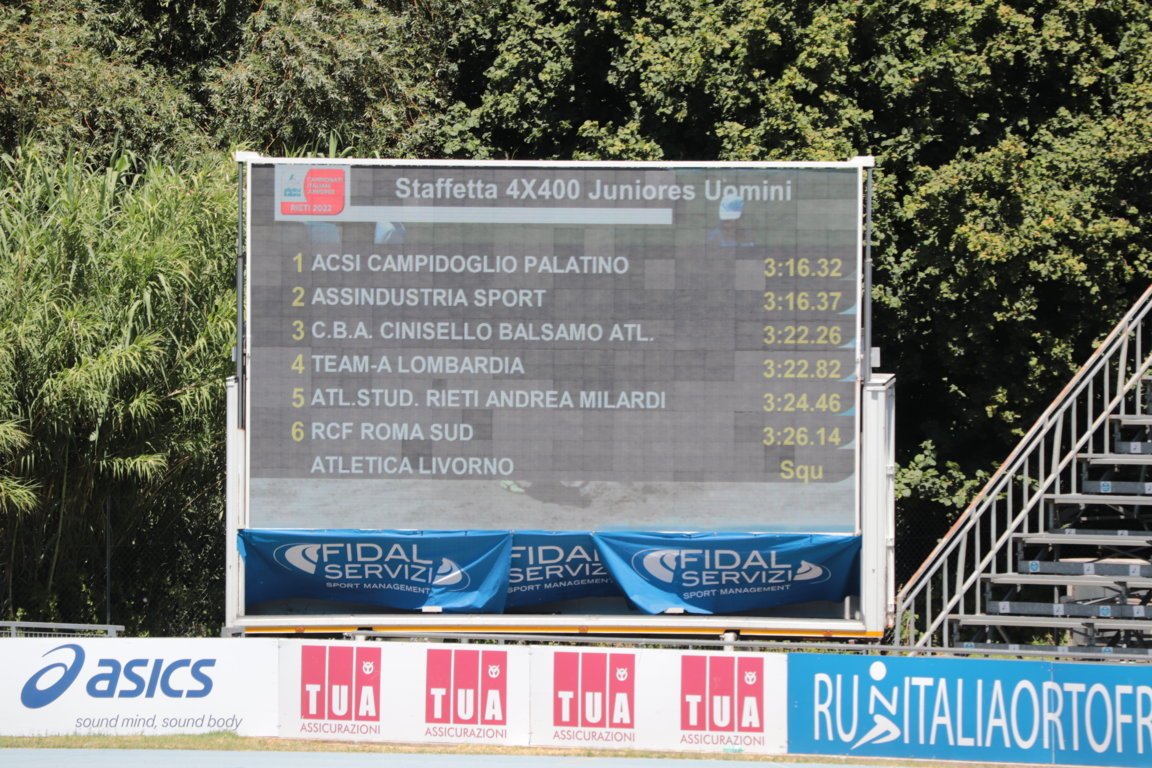 CAMPIONATI
ITALIANI
RIETI 2022
Staffetta 4X400 Juniores Uomini
1 ACSI CAMPIDOGLIO PALATINO 3:16.32
2 ASSINDUSTRIA SPORT 3:16.37
3 C.B.A. CINISELLO BALSAMO ATL. 3:22.26
4 TEAM-A LOMBARDIA 3:22.82
5 ATL.STUD. RIETI ANDREA MILARDI 3:24.46
6 RCF ROMA SUD 3:26.14
ATLETICA LIVORNO Squ
FIDAL SERVIZI
SPORT MANAGEMENT
FIDAL SERVIZI
SPORT MANAGEMENT
FIDAL SERVIZI
SPORT MANAGEMENT
asics
sound mind, sound body
TUA
ASSICURAZIONI
TUA
ASSICURAZIONI
TUA
ASSICURAZIONI
TUA
ASSICURAZIONI
RUNITALIAORTOFR